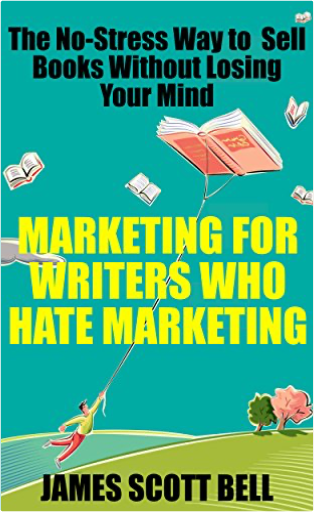 The No-Stress Way to Sell
Books Without Losing
Your Mind
MARKETING FOR
WRITERS WHO
HATE MARKETING
JAMES SCOTT BELL